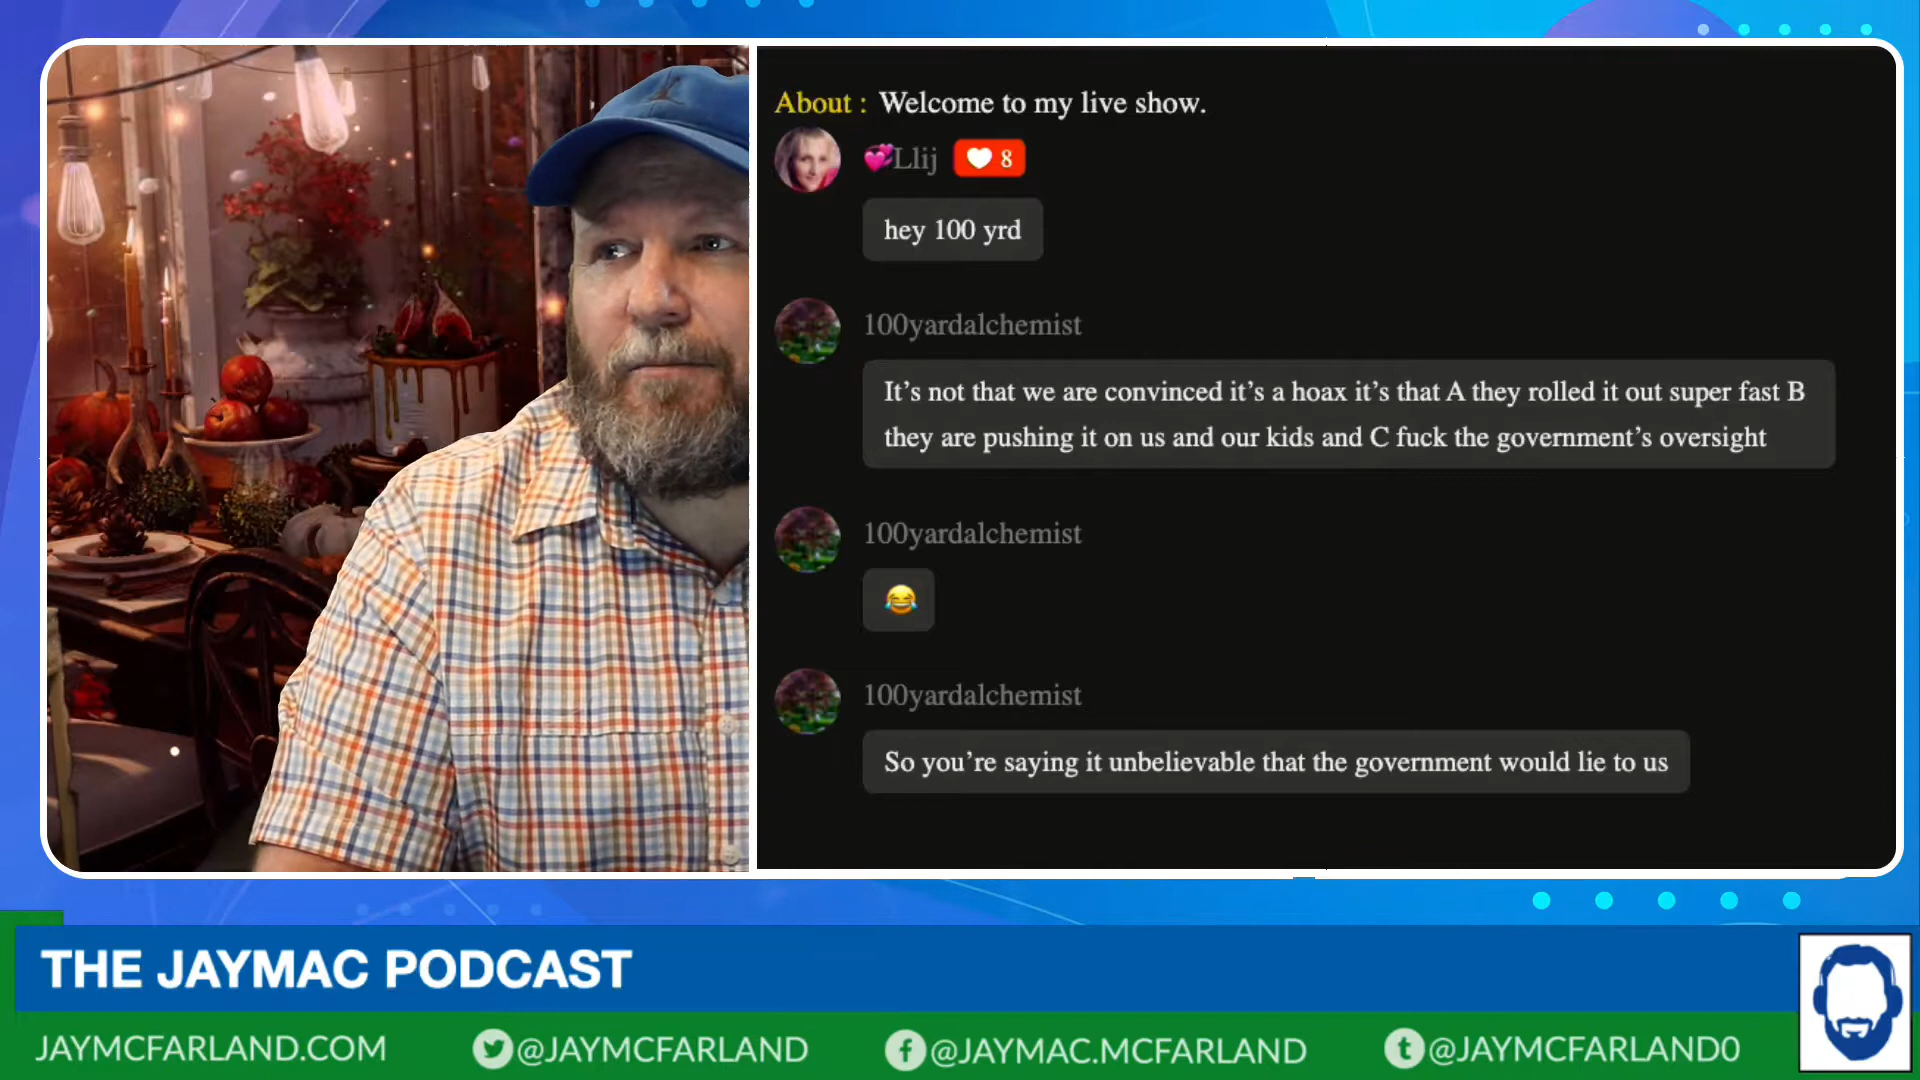 About : Welcome to my live show.
💕Llij 8
hey 100 yrd
100yardalchemist
It’s not that we are convinced it’s a hoax it’s that A they rolled it out super fast B
they are pushing it on us and our kids and C fuck the government’s oversight
100yardalchemist
😂
100yardalchemist
So you’re saying it unbelievable that the government would lie to us
THE JAYMAC PODCAST
JAYMCFARLAND.COM @JAYMCFARLAND @JAYMAC.MCFARLAND @JAYMCFARLAND0